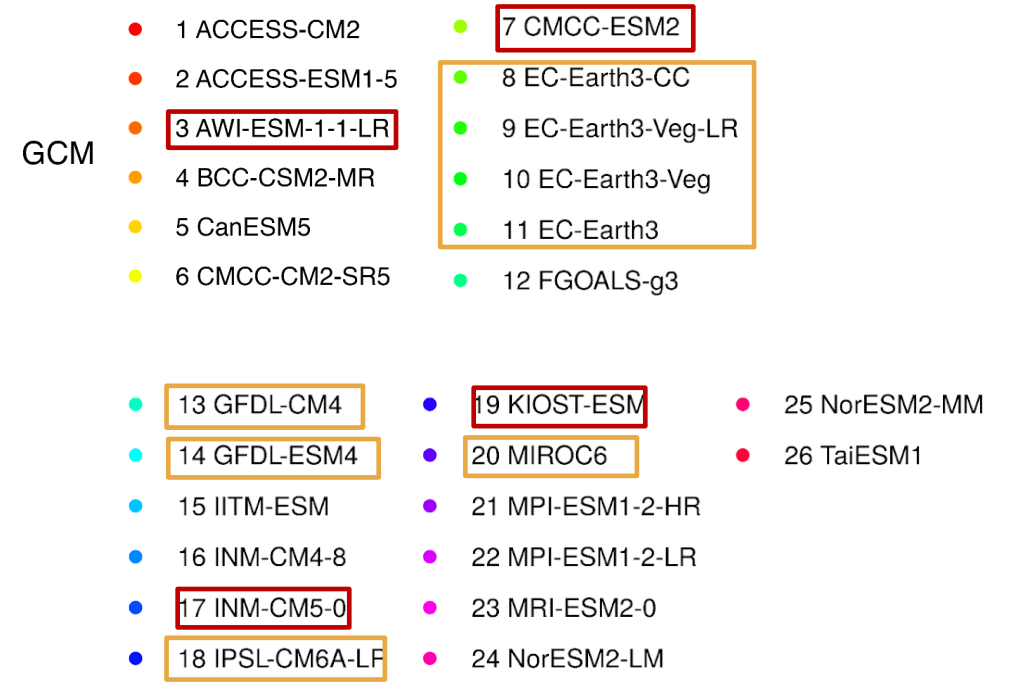 GCM
1 ACCESS-CM2
2 ACCESS-ESM1-5
3 AWI-ESM-1-1-LR
4 BCC-CSM2-MR
5 CanESM5
6 CMCC-CM2-SR5
7 CMCC-ESM2
8 EC-Earth3-CC
9 EC-Earth3-Veg-LR
10 EC-Earth3-Veg
11 EC-Earth3
12 FGOALS-g3
13 GFDL-CM4
14 GFDL-ESM4
15 IITM-ESM
16 INM-CM4-8
17 INM-CM5-0
18 IPSL-CM6A-LR
19 KIOST-ESM
20 MIROC6
21 MPI-ESM1-2-HR
22 MPI-ESM1-2-LR
23 MRI-ESM2-0
24 NorESM2-LM
25 NorESM2-MM
26 TaiESM1